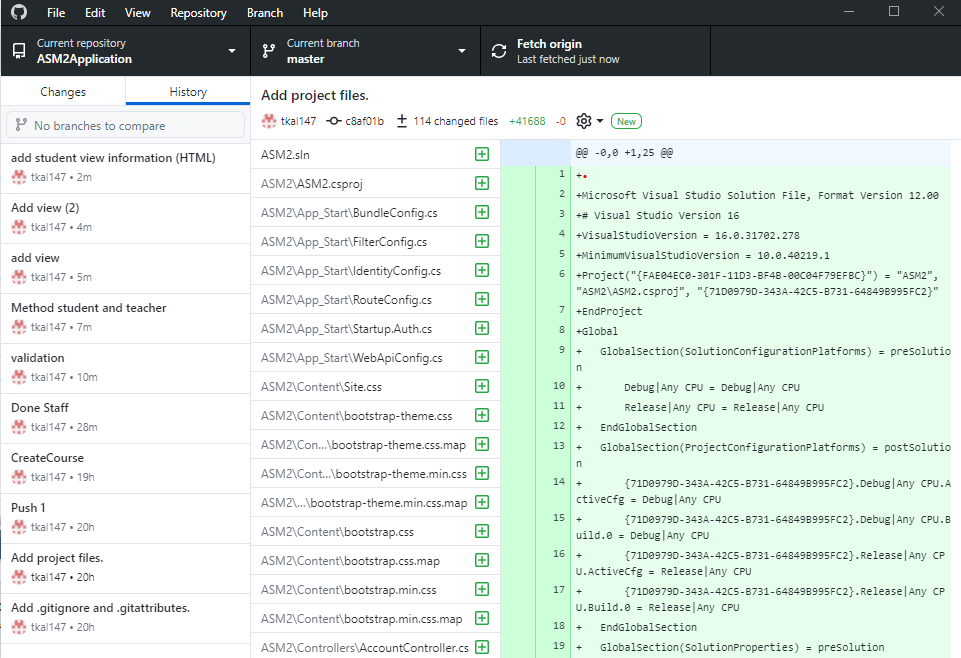 File Edit View Repository Branch Help
Current repository
ASM2Application
Current branch
master
Fetch origin
Last fetched just now
Changes
History
No branches to compare
add student view information (HTML)
tkal147 • 2m
Add view (2)
tkal147 • 4m
add view
tkal147 • 5m
Method student and teacher
tkal147 • 7m
validation
tkal147 • 10m
Done Staff
tkal147 • 28m
CreateCourse
tkal147 • 19h
Push 1
tkal147 • 20h
Add project files.
tkal147 • 20h
Add .gitignore and .gitattributes.
tkal147 • 20h
Add project files.
tkal147 c8af01b 114 changed files +41688 -0 New
ASM2.sln
ASM2\ASM2.csproj
ASM2\App_Start\BundleConfig.cs
ASM2\App_Start\FilterConfig.cs
ASM2\App_Start\IdentityConfig.cs
ASM2\App_Start\RouteConfig.cs
ASM2\App_Start\Startup.Auth.cs
ASM2\App_Start\WebApiConfig.cs
ASM2\Content\Site.css
ASM2\Content\bootstrap-theme.css
ASM2\Con...\bootstrap-theme.css.map
ASM2\Cont...\bootstrap-theme.min.css
ASM2\...\bootstrap-theme.min.css.map
ASM2\Content\bootstrap.css
ASM2\Content\bootstrap.css.map
ASM2\Content\bootstrap.min.css
ASM2\Content\bootstrap.min.css.map
ASM2\Controllers\AccountController.cs
@@ -0,0 +1,25 @@
1 +
2 +Microsoft Visual Studio Solution File, Format Version 12.00
3 +# Visual Studio Version 16
4 +VisualStudioVersion = 16.0.31702.278
5 +MinimumVisualStudioVersion = 10.0.40219.1
6 +Project("{FAE04EC0-301F-11D3-BF4B-00C04F79EFBC}") = "ASM2",
"ASM2\ASM2.csproj", "{71D0979D-343A-42C5-B731-64849B995FC2}"
7 +EndProject
8 +Global
9 + GlobalSection(SolutionConfigurationPlatforms) = preSolutio
n
10 + Debug|Any CPU = Debug|Any CPU
11 + Release|Any CPU = Release|Any CPU
12 + EndGlobalSection
13 + GlobalSection(ProjectConfigurationPlatforms) = postSolutio
n
14 + {71D0979D-343A-42C5-B731-64849B995FC2}.Debug|Any CPU.A
ctiveCfg = Debug|Any CPU
15 + {71D0979D-343A-42C5-B731-64849B995FC2}.Debug|Any CPU.B
uild.0 = Debug|Any CPU
16 + {71D0979D-343A-42C5-B731-64849B995FC2}.Release|Any CP
U.ActiveCfg = Release|Any CPU
17 + {71D0979D-343A-42C5-B731-64849B995FC2}.Release|Any CP
U.Build.0 = Release|Any CPU
18 + EndGlobalSection
19 + GlobalSection(SolutionProperties) = preSolution